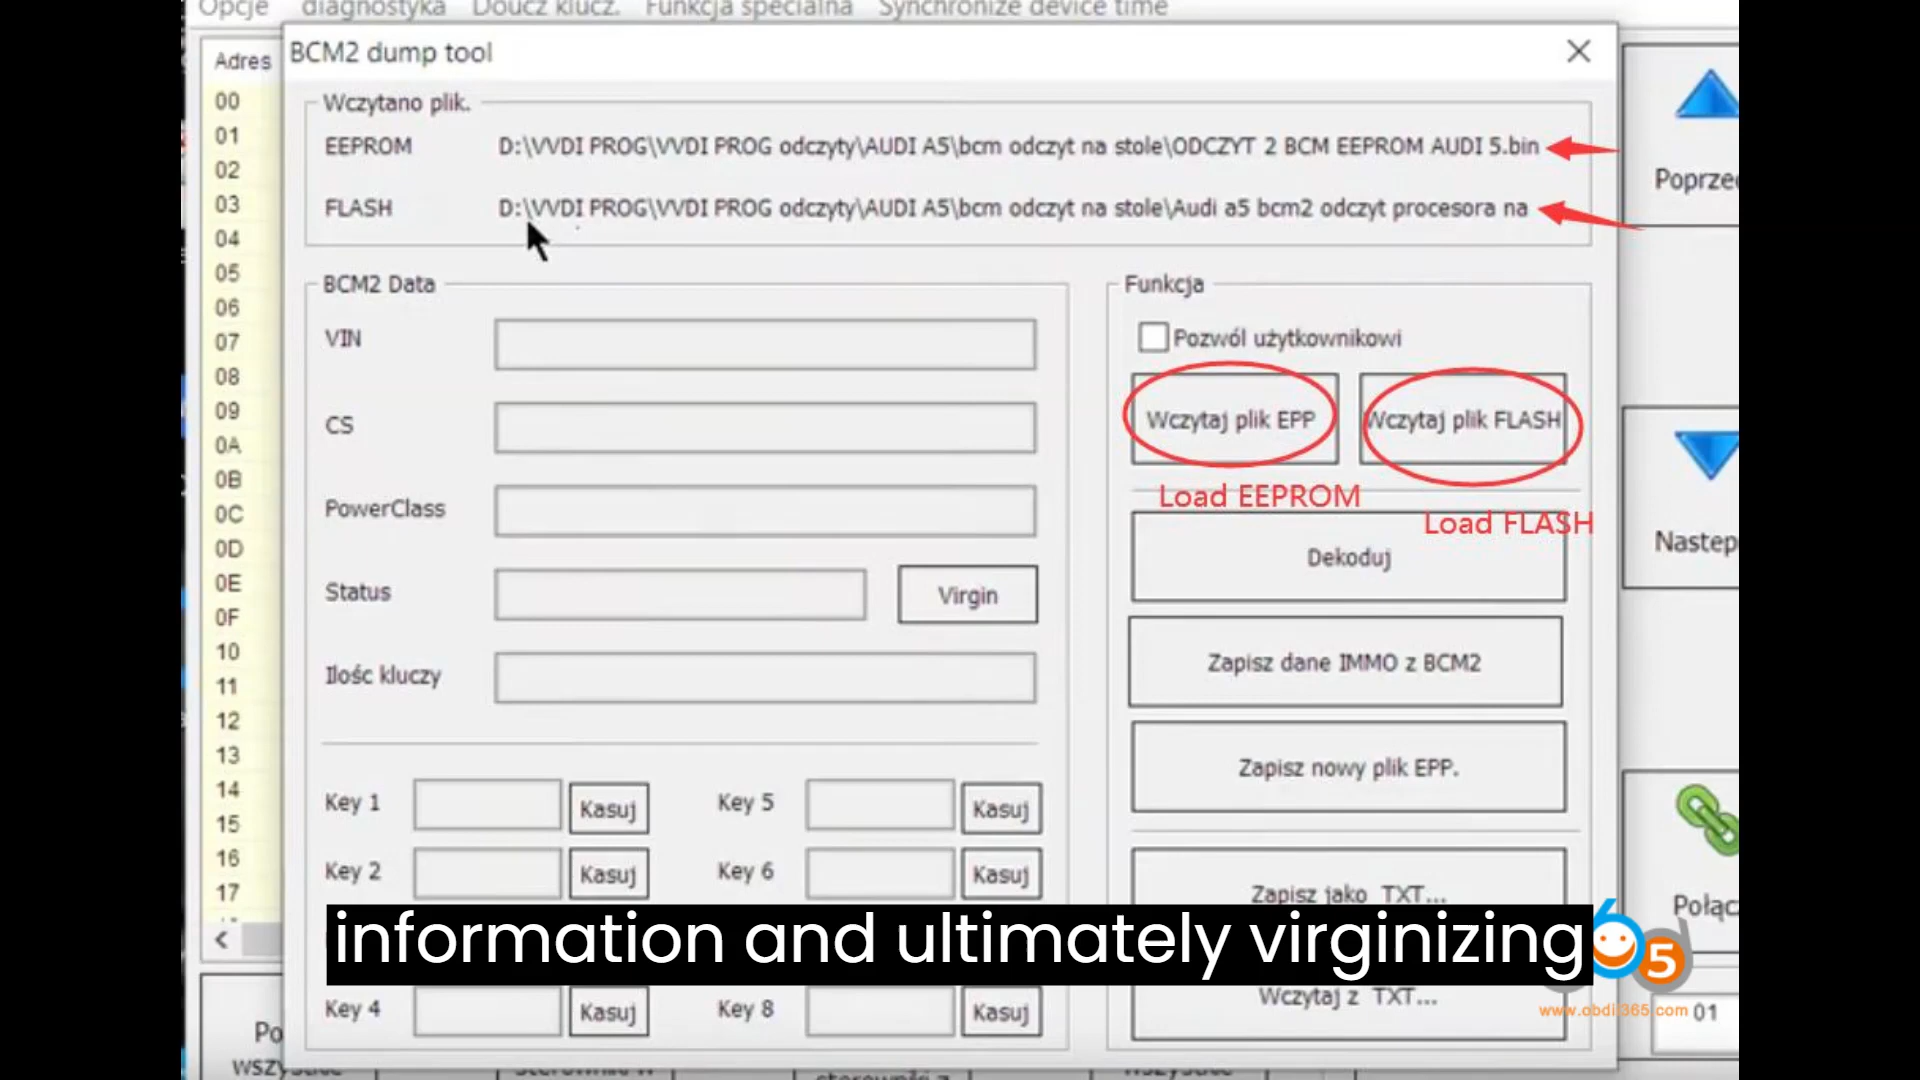 Opcje diagnostyka Doucz klucz. Funkcja specialna Synchronize device time
Adres
00
01
02
03
04
05
06
07
08
09
0A
0B
0C
0D
0E
0F
10
11
12
13
14
15
16
17
BCM2 dump tool
Wczytano plik.
EEPROM D:\VVDI PROG\VVDI PROG odczyty\AUDI A5\bcm odczyt na stole\ODCZYT 2 BCM EEPROM AUDI 5.bin
FLASH D:\VVDI PROG\VVDI PROG odczyty\AUDI A5\bcm odczyt na stole\Audi a5 bcm2 odczyt procesora na
BCM2 Data
VIN
CS
PowerClass
Status Virgin
Ilośc kluczy
Key 1 Kasuj Key 5 Kasuj
Key 2 Kasuj Key 6 Kasuj
Key 4 Kasuj Key 8 Kasuj
Funkcja
Pozwól użytkownikowi
Wczytaj plik EPP Wczytaj plik FLASH
Load EEPROM
Load FLASH
Dekoduj
Zapisz dane IMMO z BCM2
Zapisz nowy plik EPP.
Zapisz jako TXT...
Wczytaj z TXT...
information and ultimately virginizing
Poprze
Nastep
Połąc
5
www.obdii365.com
01
Po